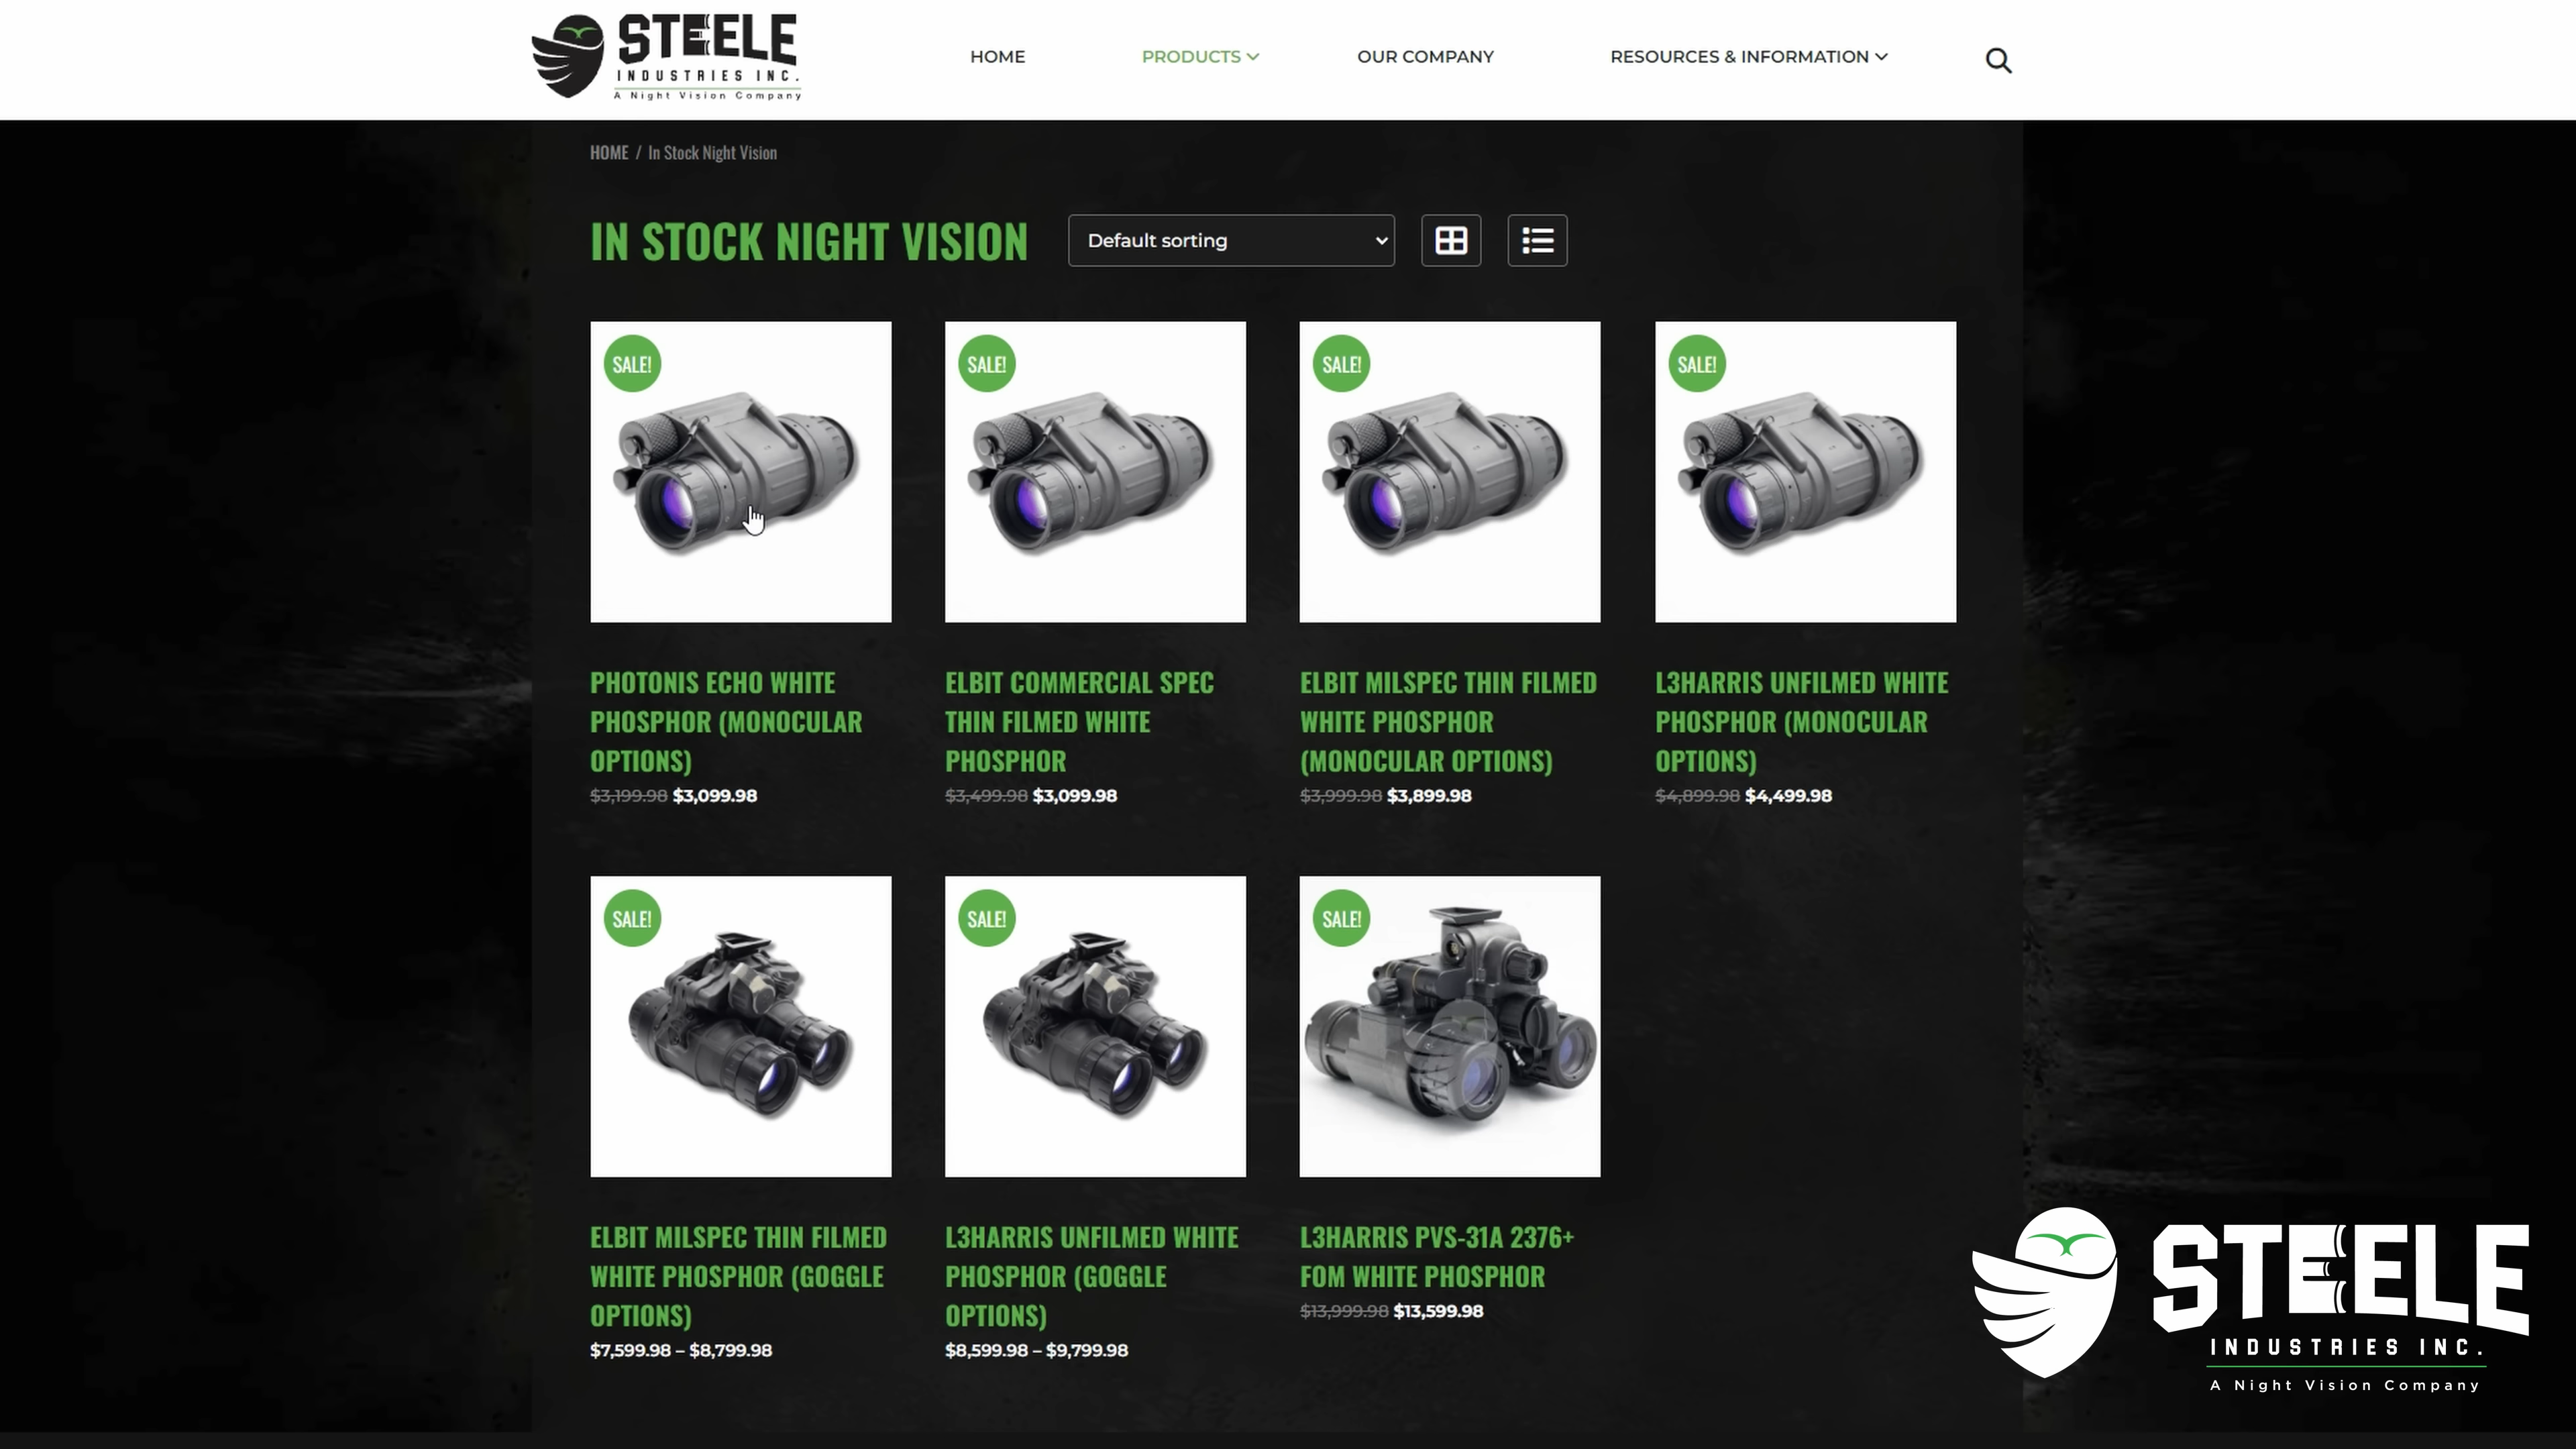 STEELE
INDUSTRIES INC.
A Night Vision Company
HOME
PRODUCTS
OUR COMPANY
RESOURCES & INFORMATION
HOME / In Stock Night Vision
IN STOCK NIGHT VISION
Default sorting
SALE!
SALE!
SALE!
SALE!
PHOTONIS ECHO WHITE
PHOSPHOR (MONOCULAR
OPTIONS)
$3,199.98 $3,099.98
ELBIT COMMERCIAL SPEC
THIN FILMED WHITE
PHOSPHOR
$3,499.98 $3,099.98
ELBIT MILSPEC THIN FILMED
WHITE PHOSPHOR
(MONOCULAR OPTIONS)
$3,999.98 $3,899.98
L3HARRIS UNFILMED WHITE
PHOSPHOR (MONOCULAR
OPTIONS)
$4,899.98 $4,499.98
SALE!
SALE!
SALE!
ELBIT MILSPEC THIN FILMED
WHITE PHOSPHOR (GOGGLE
OPTIONS)
$7,599.98 – $8,799.98
L3HARRIS UNFILMED WHITE
PHOSPHOR (GOGGLE
OPTIONS)
$8,599.98 – $9,799.98
L3HARRIS PVS-31A 2376+
FOM WHITE PHOSPHOR
$13,999.98 $13,599.98
STEELE
INDUSTRIES INC.
A Night Vision Company